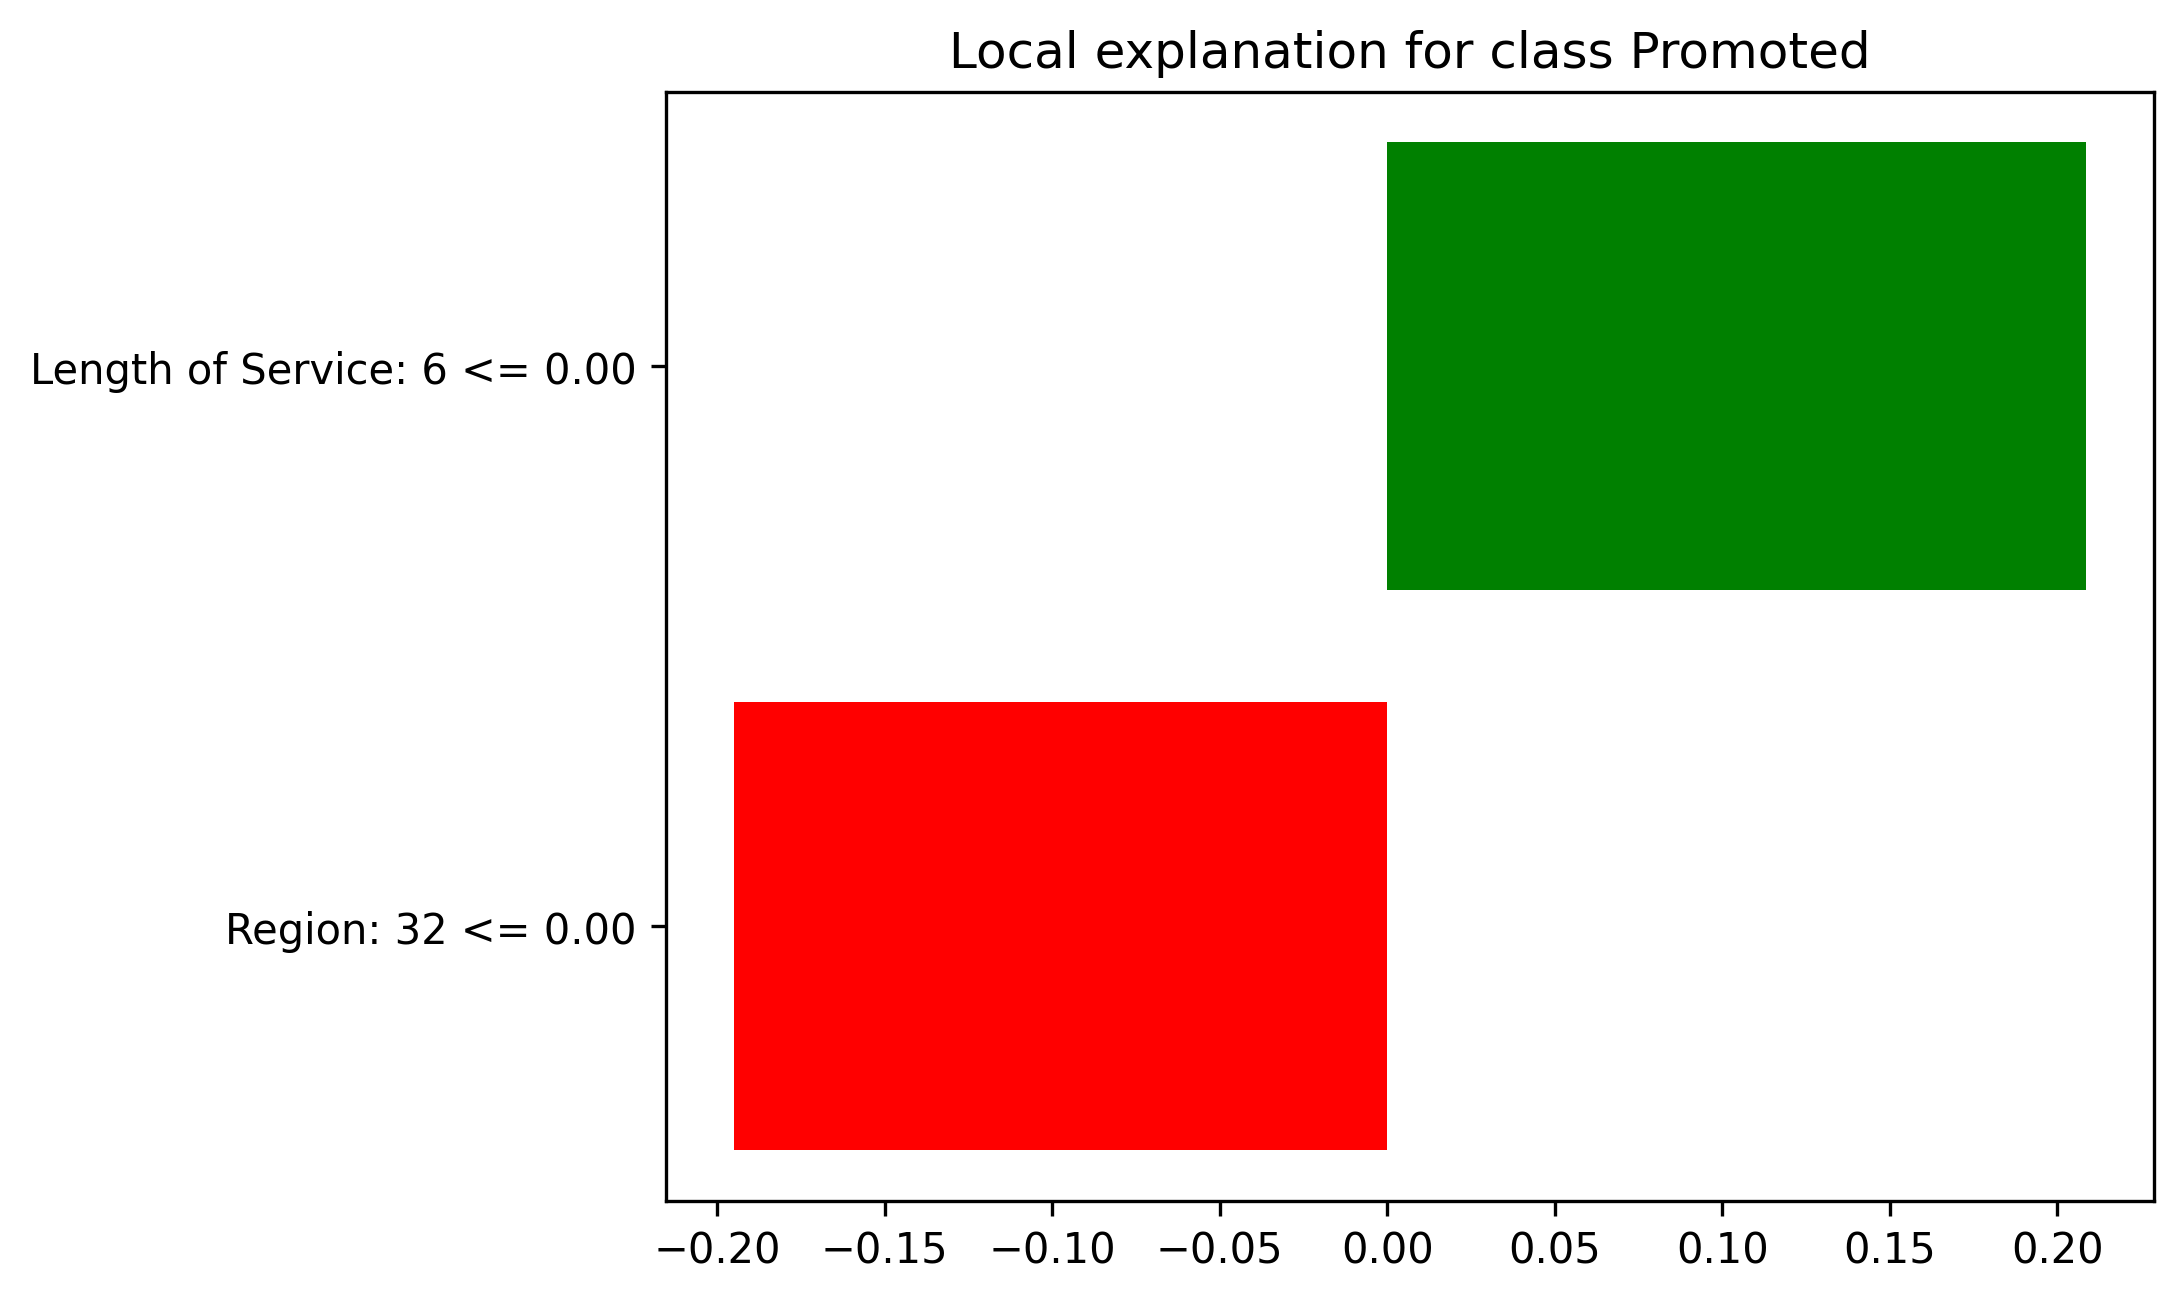 Local explanation for class Promoted
Length of Service: 6 <= 0.00
Region: 32 <= 0.00
−0.20 −0.15 −0.10 −0.05 0.00 0.05 0.10 0.15 0.20